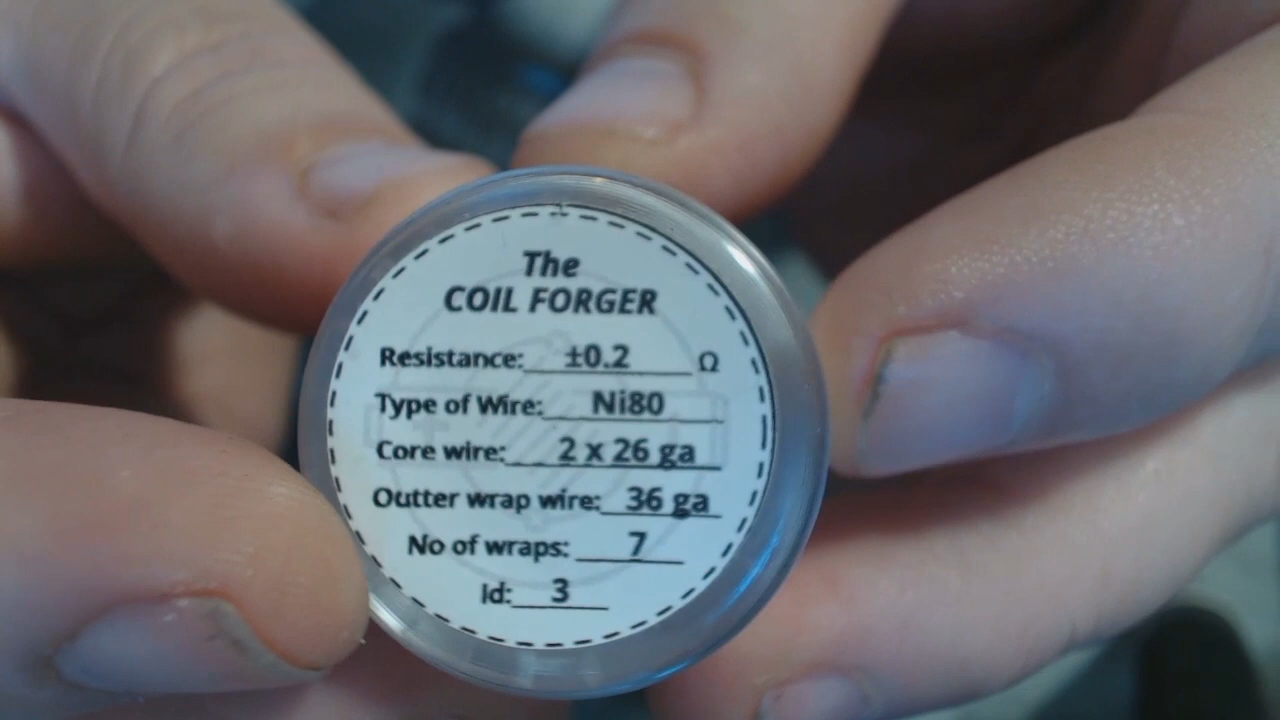 The
COIL FORGER
Resistance: ±0.2 Ω
Type of Wire: Ni80
Core wire: 2 x 26 ga
Outter wrap wire: 36 ga
No of wraps: 7
Id: 3